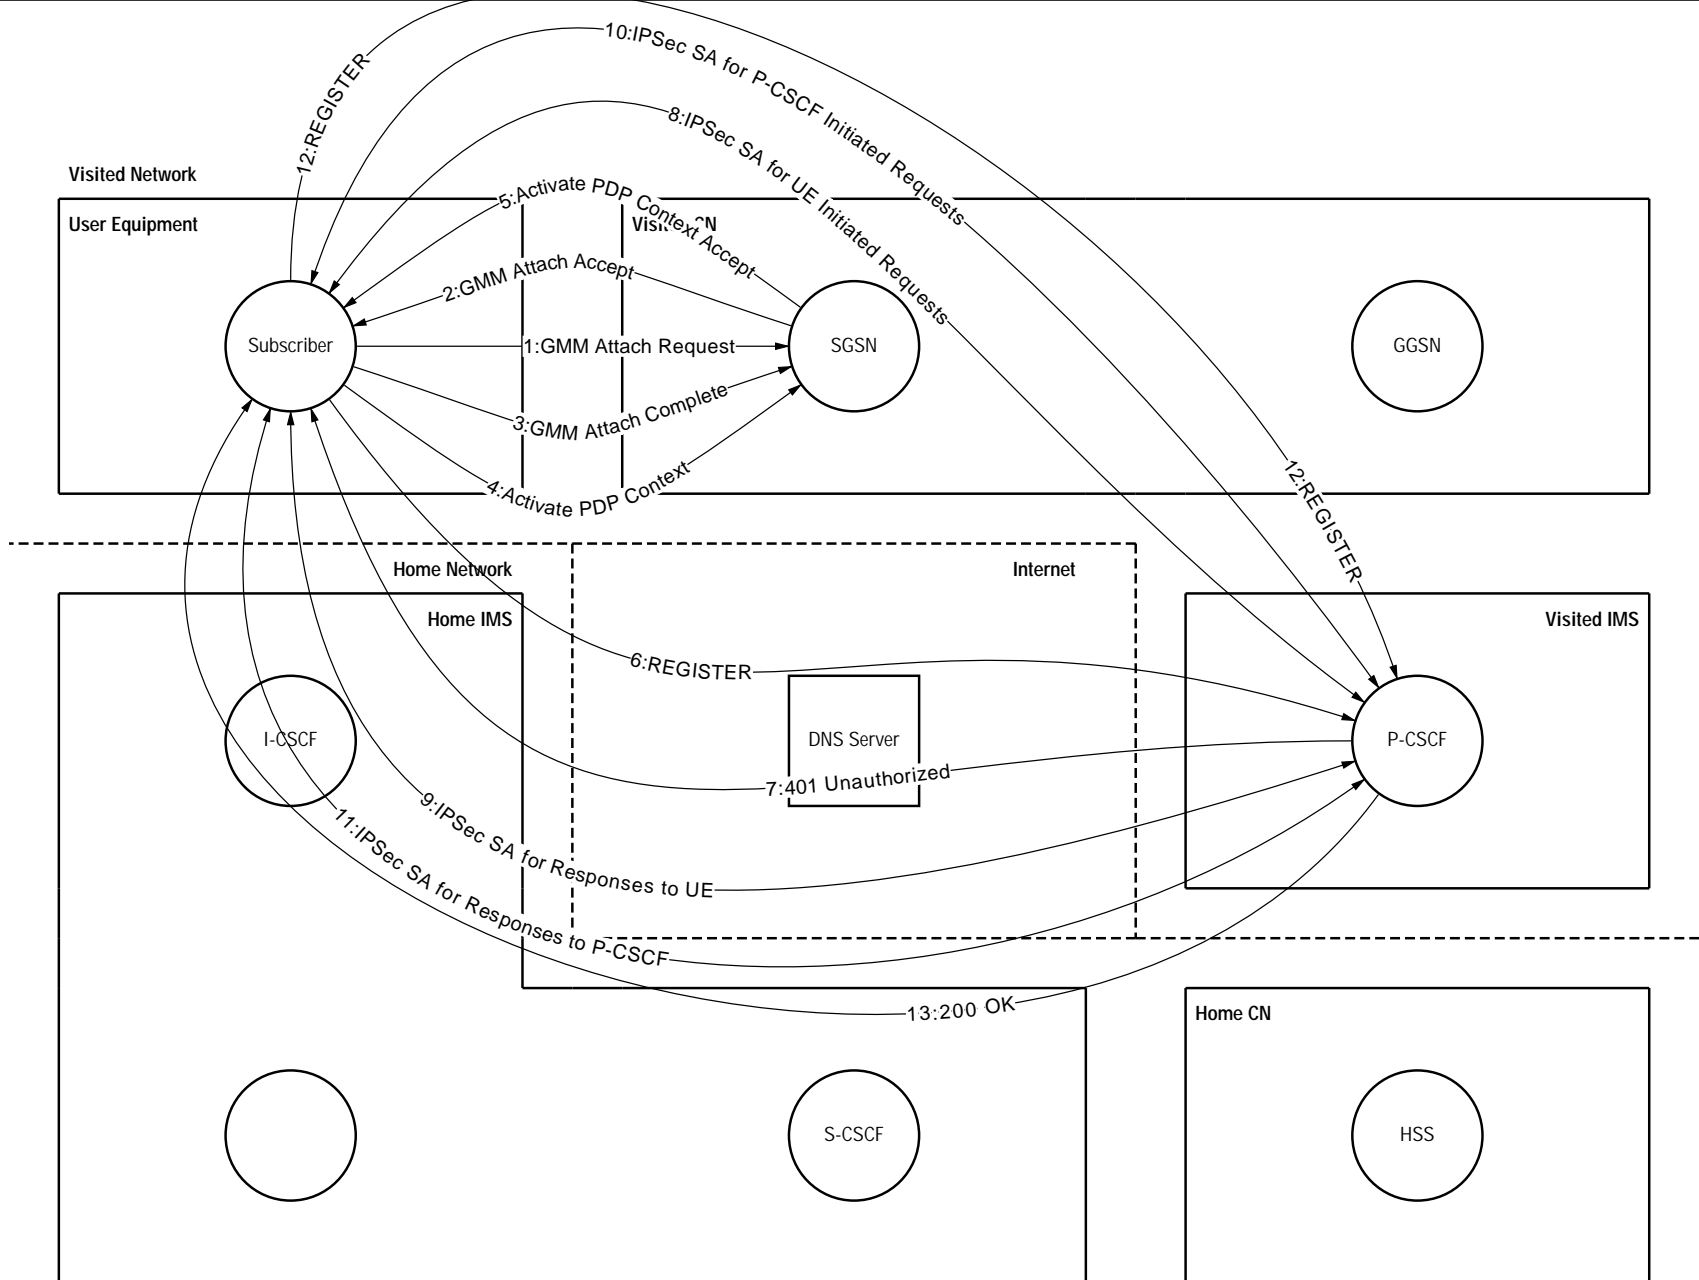 10:IPSec SA for P-CSCF Initiated Requests
12:REGISTER
8:IPSec SA for UE Initiated Requests
Visited Network
5:Activate PDP Context Accept
User Equipment
2:GMM Attach Accept
Subscriber
1:GMM Attach Request
SGSN
GGSN
3:GMM Attach Complete
4:Activate PDP Context
12:REGISTER
Home Network
Internet
Home IMS
Visited IMS
6:REGISTER
I-CSCF
DNS Server
P-CSCF
7:401 Unauthorized
9:IPSec SA for Responses to UE
11:IPSec SA for Responses to P-CSCF
13:200 OK
Home CN
S-CSCF
HSS